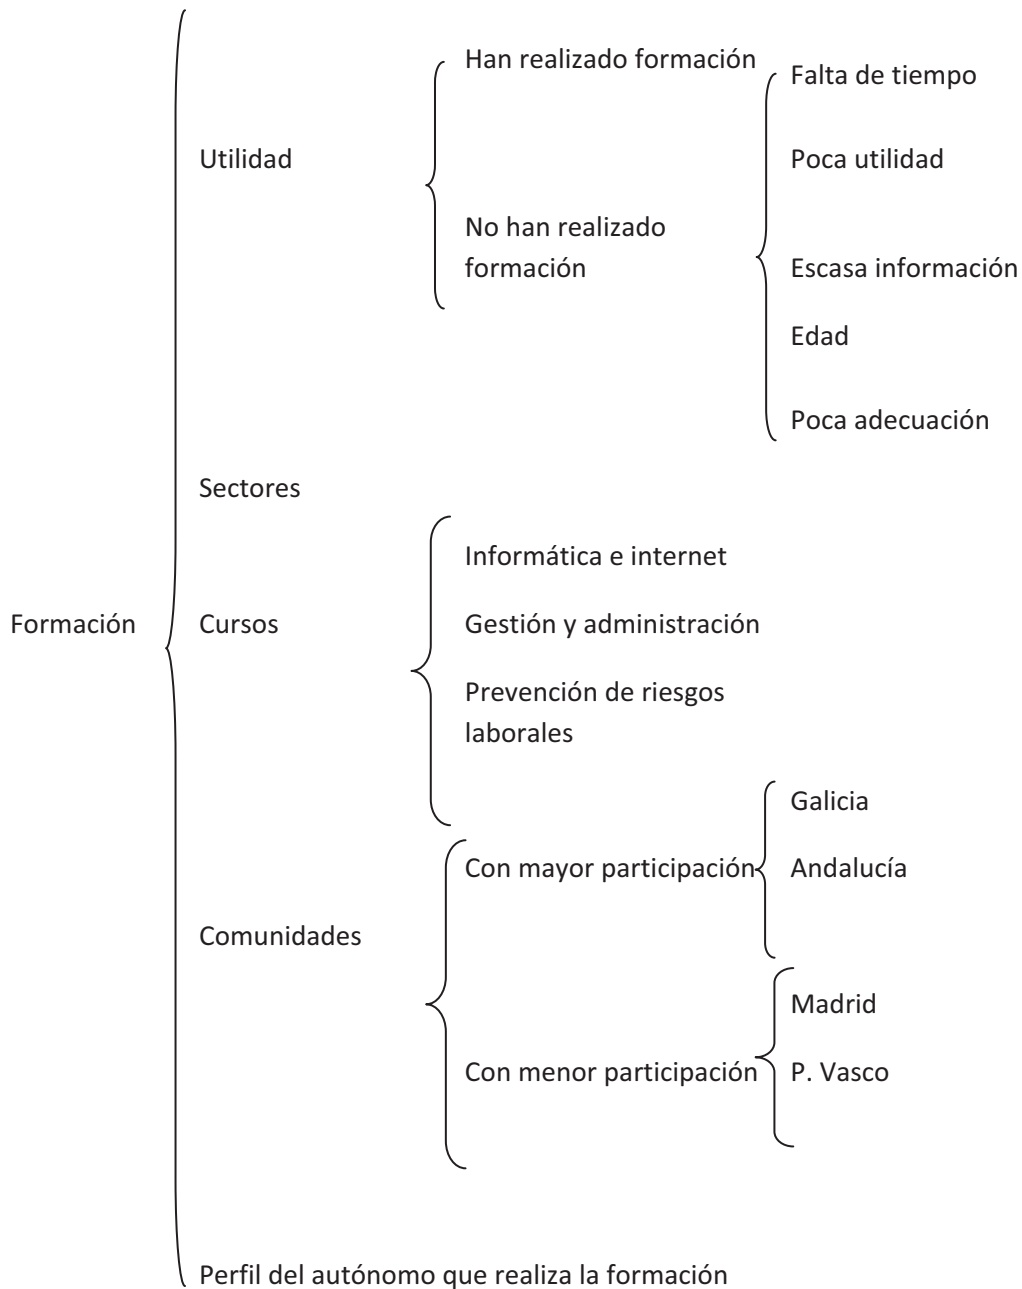 Han realizado formación
Falta de tiempo
Utilidad
Poca utilidad
No han realizado
formación
Escasa información
Edad
Poca adecuación
Sectores
Informática e internet
Formación
Cursos
Gestión y administración
Prevención de riesgos
laborales
Galicia
Con mayor participación
Andalucía
Comunidades
Madrid
Con menor participación
P. Vasco
Perfil del autónomo que realiza la formación